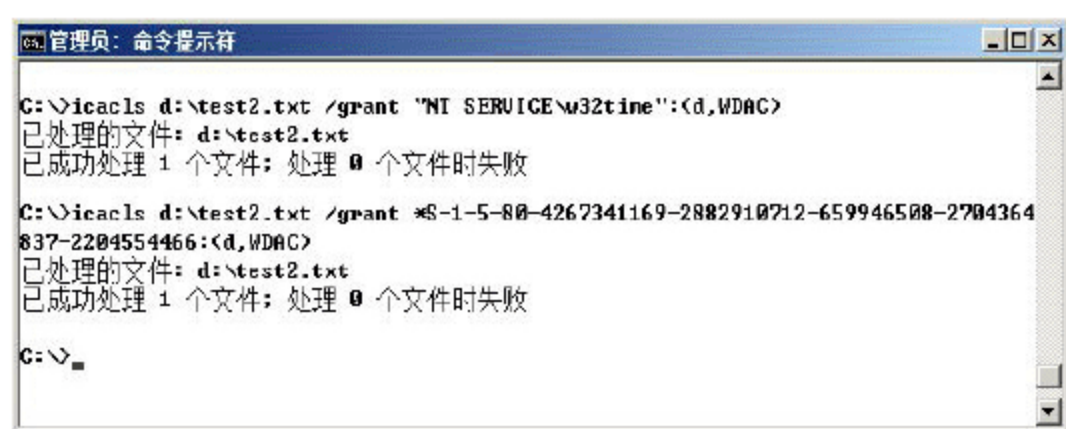 管理员: 命令提示符
C:\>icacls d:\test2.txt /grant "NT SERVICE\w32time":(d,WDAC)
已处理的文件: d:\test2.txt
已成功处理 1 个文件; 处理 0 个文件时失败
C:\>icacls d:\test2.txt /grant *S-1-5-80-4267341169-2882910712-659946508-2704364
837-2204554466:(d,WDAC)
已处理的文件: d:\test2.txt
已成功处理 1 个文件; 处理 0 个文件时失败
C:\>